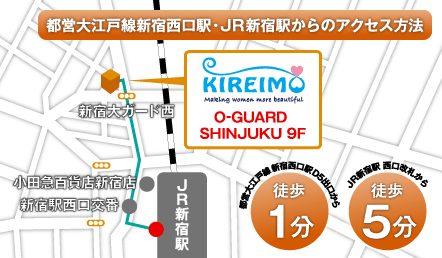 都営大江戸線新宿西口駅・JR新宿駅からのアクセス方法
KIREIMO
Making women more beautiful
O-GUARD
SHINJUKU 9F
新宿大ガード西
小田急百貨店新宿店
新宿駅西口交番
JR新宿駅
都営大江戸線 新宿西口駅D5出口から
徒歩
1分
JR新宿駅 西口改札から
徒歩
5分